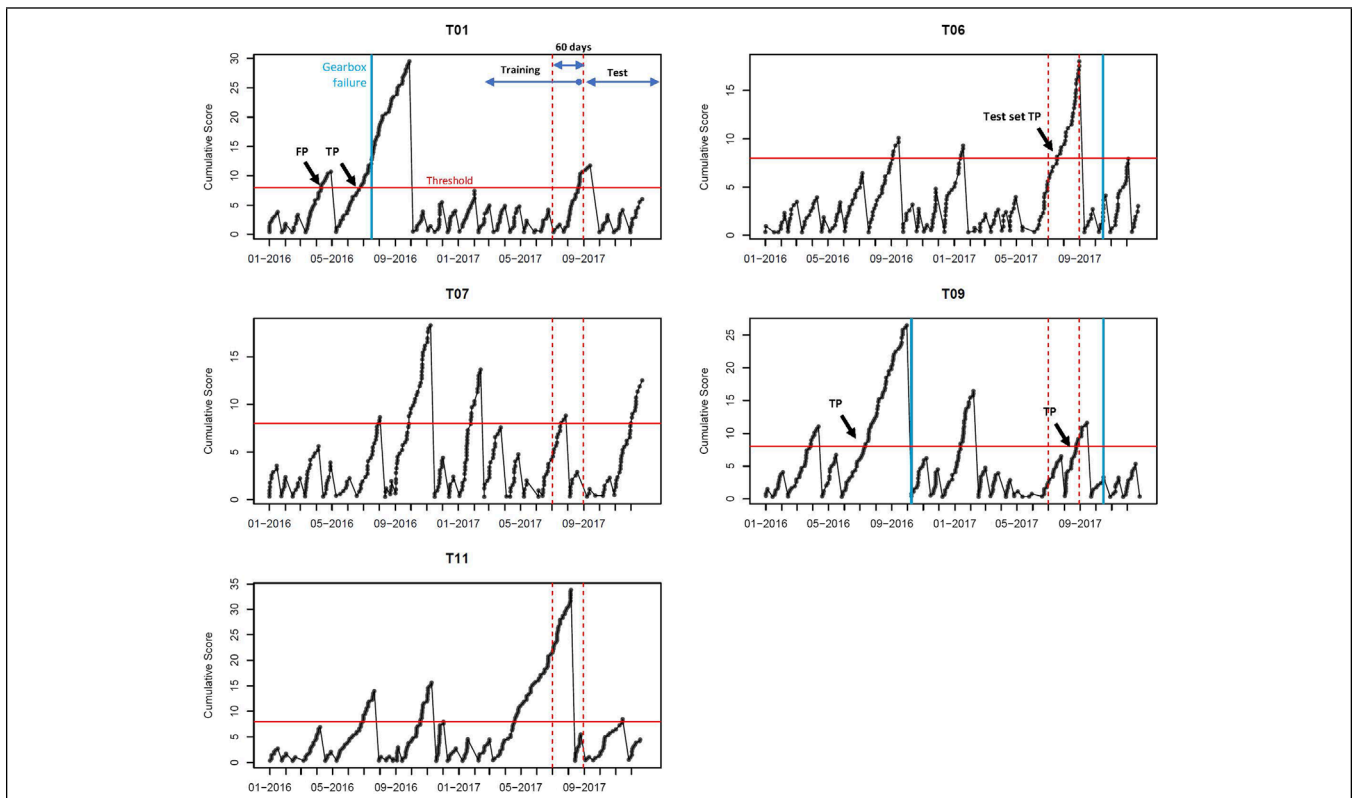 T01
60 days
Gearbox
failure
Training
Test
FP
TP
Threshold
Cumulative Score
0 5 10 15 20 25 30
01−2016 05−2016 09−2016 01−2017 05−2017 09−2017
T06
Test set TP
Cumulative Score
0 5 10 15
01−2016 05−2016 09−2016 01−2017 05−2017 09−2017
T07
Cumulative Score
0 5 10 15
01−2016 05−2016 09−2016 01−2017 05−2017 09−2017
T09
TP
TP
Cumulative Score
0 5 10 15 20 25
01−2016 05−2016 09−2016 01−2017 05−2017 09−2017
T11
Cumulative Score
0 5 10 15 20 25 30 35
01−2016 05−2016 09−2016 01−2017 05−2017 09−2017